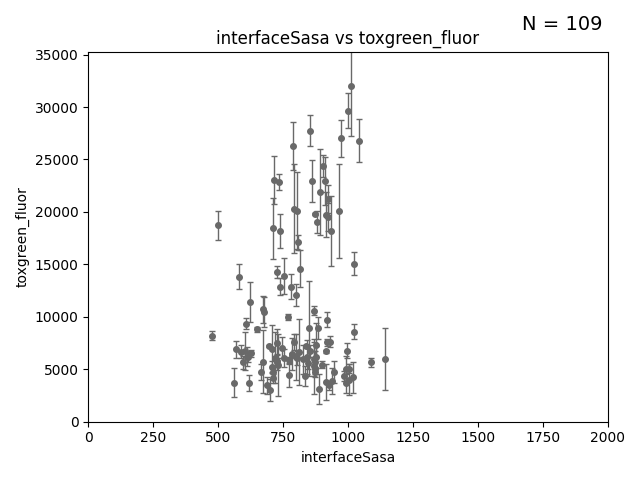 N = 109
interfaceSasa vs toxgreen_fluor
35000
30000
25000
20000
15000
10000
5000
0
toxgreen_fluor
0 250 500 750 1000 1250 1500 1750 2000
interfaceSasa